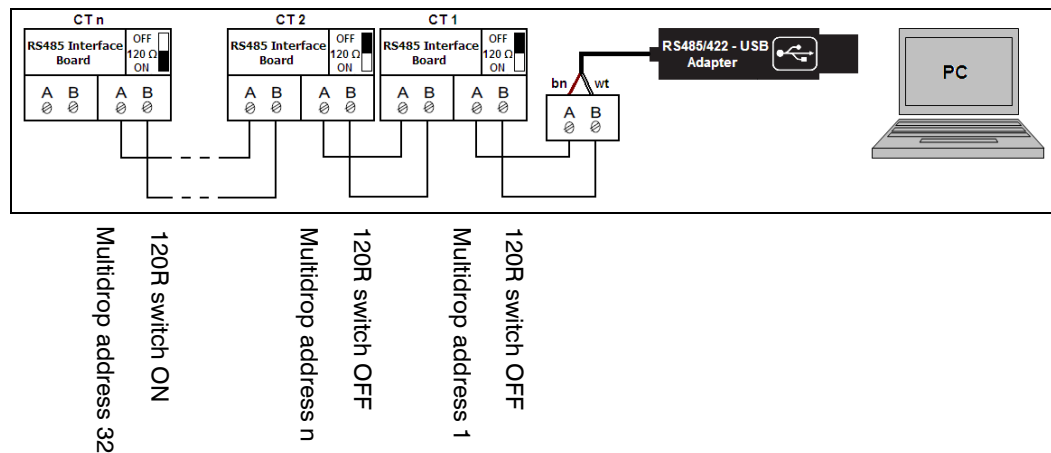 CT n
CT 2
CT 1
RS485 Interface
Board
OFF
120 Ω
ON
RS485 Interface
Board
OFF
120 Ω
ON
RS485 Interface
Board
OFF
120 Ω
ON
RS485/422 - USB
Adapter
PC
bn
wt
A B A B
A B A B
A B A B
A B
120R switch ON
Multidrop address 32
120R switch OFF
Multidrop address n
120R switch OFF
Multidrop address 1